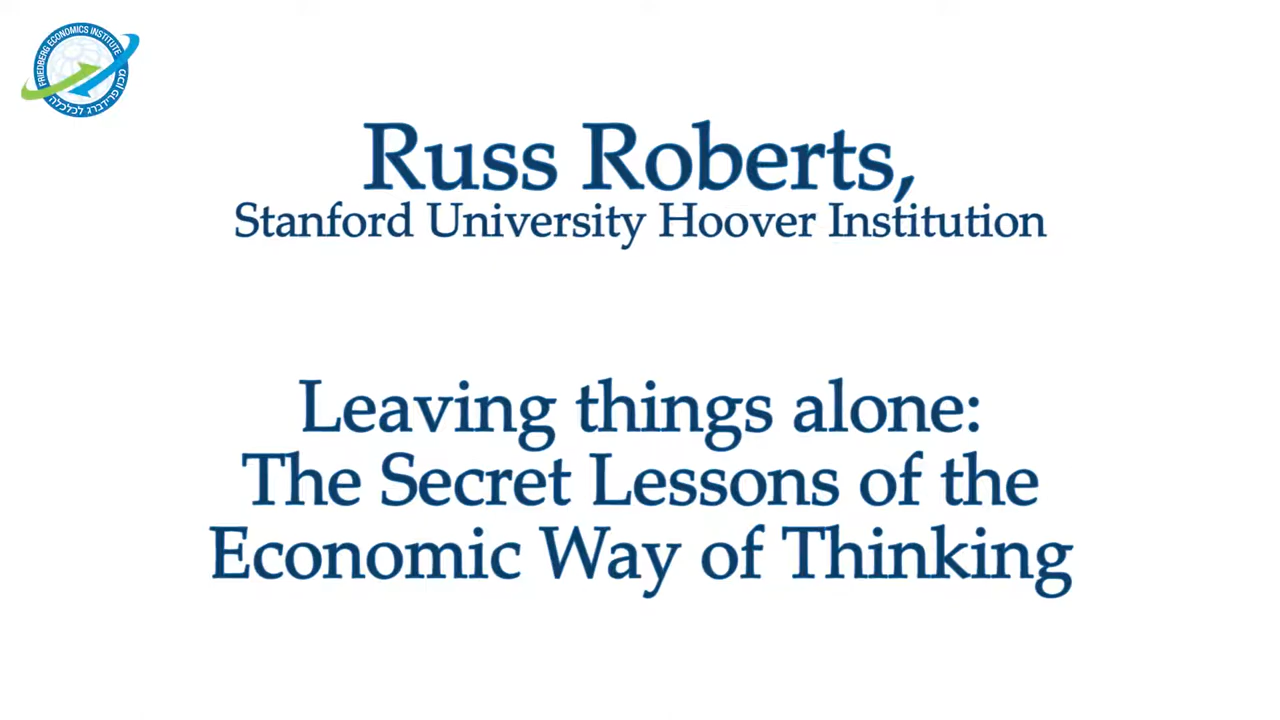 FRIEDBERG ECONOMICS INSTITUTE
מכון פרידברג לכלכלה
Russ Roberts,
Stanford University Hoover Institution
Leaving things alone:
The Secret Lessons of the
Economic Way of Thinking